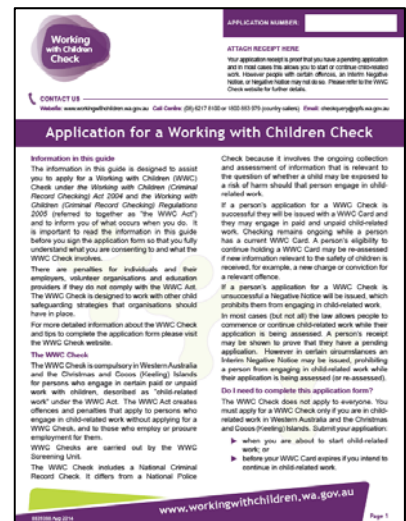 Working
with Children
Check
APPLICATION NUMBER:
ATTACH RECEIPT HERE
Your application receipt is proof that you have a pending application
and in most cases this allows you to start or continue child-related
work. However people with certain offences, an Interim Negative
Notice, or Negative Notice may not do so. Please refer to the WWC
Check website for further details.
CONTACT US
Website: www.workingwithchildren.wa.gov.au Call Centre: (08) 6217 8100 or 1800 883 979 (country callers) Email: checkquery@cpfs.wa.gov.au
Application for a Working with Children Check
Information in this guide
The information in this guide is designed to assist
you to apply for a Working with Children (WWC)
Check under the Working with Children (Criminal
Record Checking) Act 2004 and the Working with
Children (Criminal Record Checking) Regulations
2005 (referred to together as "the WWC Act")
and to inform you of what occurs when you do. It
is important to read the information in this guide
before you sign the application form so that you fully
understand what you are consenting to and what the
WWC Check involves.
There are penalties for individuals and their
employers, volunteer organisations and education
providers if they do not comply with the WWC Act.
The WWC Check is designed to work with other child
safeguarding strategies that organisations should
have in place.
For more detailed information about the WWC Check
and tips to complete the application form please visit
the WWC Check website.
The WWC Check
The WWC Check is compulsory in Western Australia
and the Christmas and Cocos (Keeling) Islands
for persons who engage in certain paid or unpaid
work with children, described as "child-related
work" under the WWC Act. The WWC Act creates
offences and penalties that apply to persons who
engage in child-related work without applying for a
WWC Check, and to those who employ or procure
employment for them.
WWC Checks are carried out by the WWC
Screening Unit.
The WWC Check includes a National Criminal
Record Check. It differs from a National Police
Check because it involves the ongoing collection
and assessment of information that is relevant to
the question of whether a child may be exposed to
a risk of harm should that person engage in child-
related work.
If a person's application for a WWC Check is
successful they will be issued with a WWC Card and
they may engage in paid and unpaid child-related
work. Checking remains ongoing while a person
has a current WWC Card. A person's eligibility to
continue holding a WWC Card may be re-assessed
if new information relevant to the safety of children is
received, for example, a new charge or conviction for
a relevant offence.
If a person's application for a WWC Check is
unsuccessful a Negative Notice will be issued, which
prohibits them from engaging in child-related work.
In most cases (but not all) the law allows people to
commence or continue child-related work while their
application is being assessed. A person's receipt
may be shown to prove that they have a pending
application. However in certain circumstances an
Interim Negative Notice may be issued, prohibiting
a person from engaging in child-related work while
their application is being assessed (or re-assessed).
Do I need to complete this application form?
The WWC Check does not apply to everyone. You
must apply for a WWC Check only if you are in child-
related work in Western Australia and the Christmas
and Cocos (Keeling) Islands. Submit your application:
when you are about to start child-related
work; or
before your WWC Card expires if you intend to
continue in child-related work.
www.workingwithchildren.wa.gov.au
Aug 2014
Page 1